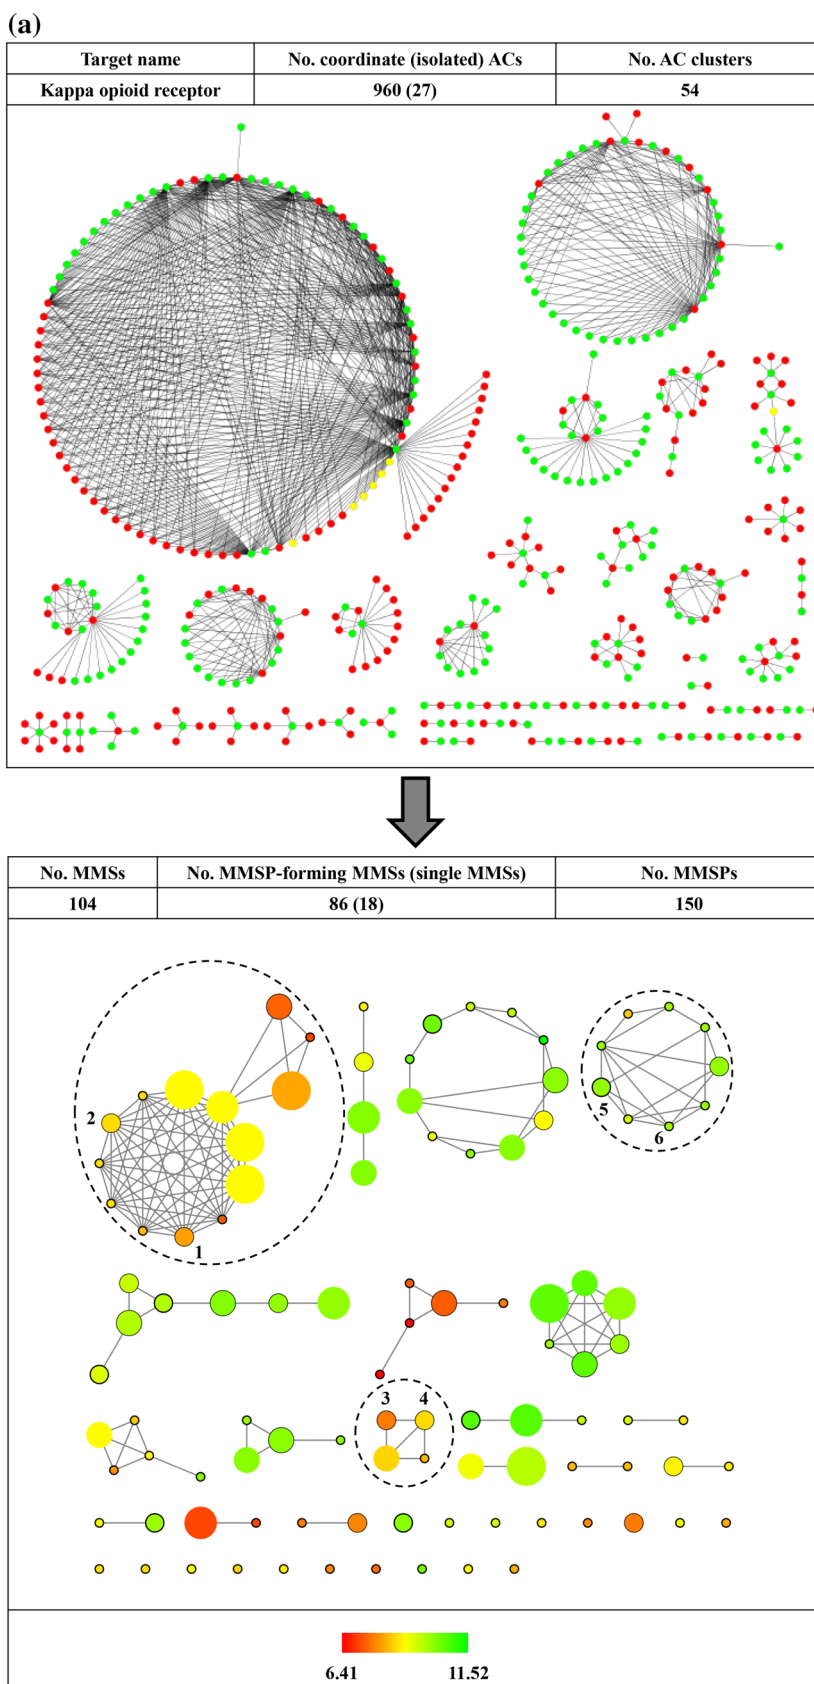 (a)
Target name No. coordinate (isolated) ACs No. AC clusters
Kappa opioid receptor 960 (27) 54
No. MMSs No. MMSP-forming MMSs (single MMSs) No. MMSPs
104 86 (18) 150
2
5
6
1
3 4
6.41 11.52